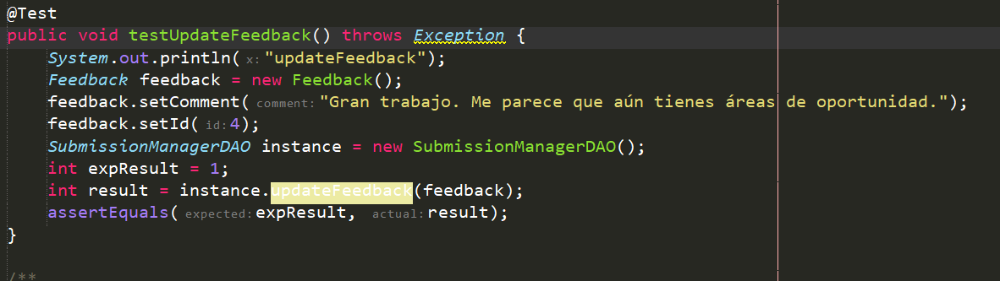 @Test
public void testUpdateFeedback() throws Exception {
System.out.println( x: "updateFeedback");
Feedback feedback = new Feedback();
feedback.setComment( comment: "Gran trabajo. Me parece que aún tienes áreas de oportunidad.");
feedback.setId( id: 4);
SubmissionManagerDAO instance = new SubmissionManagerDAO();
int expResult = 1;
int result = instance.updateFeedback(feedback);
assertEquals( expected: expResult, actual: result);
}
/**